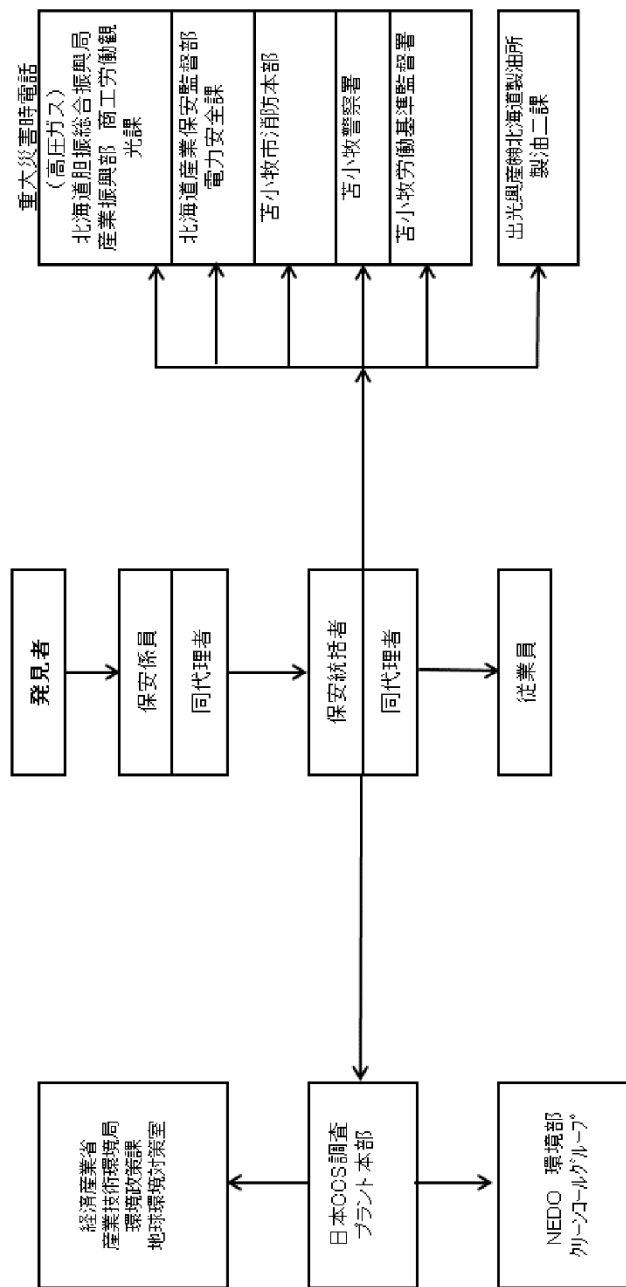 経済産業省
産業技術環境局
環境政策課
地球環境対策室
日本CCS調査
プラント本部
NEDO 環境部
クリーンコールグループ
発見者
保安係員
同代理者
保安統括者
同代理者
従業員
重大災害時電話
（高圧ガス）
北海道胆振総合振興局
産業振興部 商工労働観
光課
北海道産業保安監督部
電力安全課
苫小牧市消防本部
苫小牧警察署
苫小牧労働基準監督署
出光興産㈱北海道製油所
製油二課